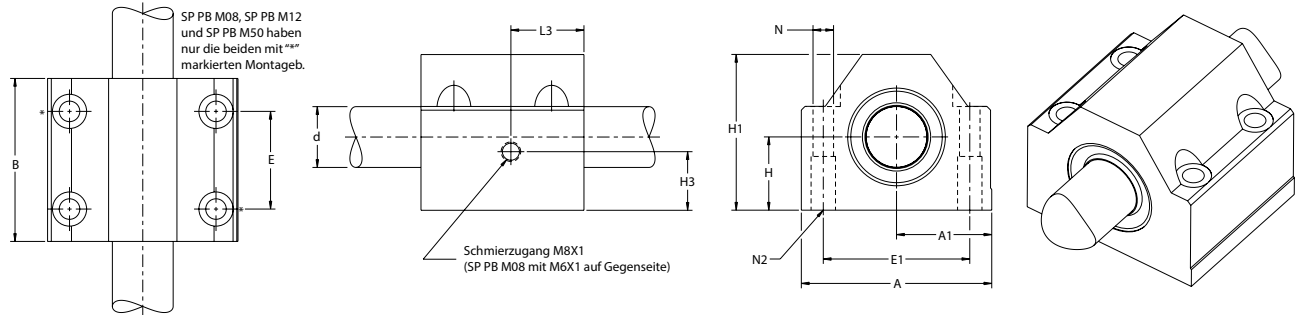 SP PB M08, SP PB M12
und SP PB M50 haben
nur die beiden mit "*"
markierten Montageb.
*
B
E
*
L3
d
H3
Schmierzugang M8X1
(SP PB M08 mit M6X1 auf Gegenseite)
N
H1
H
N2
A1
E1
A